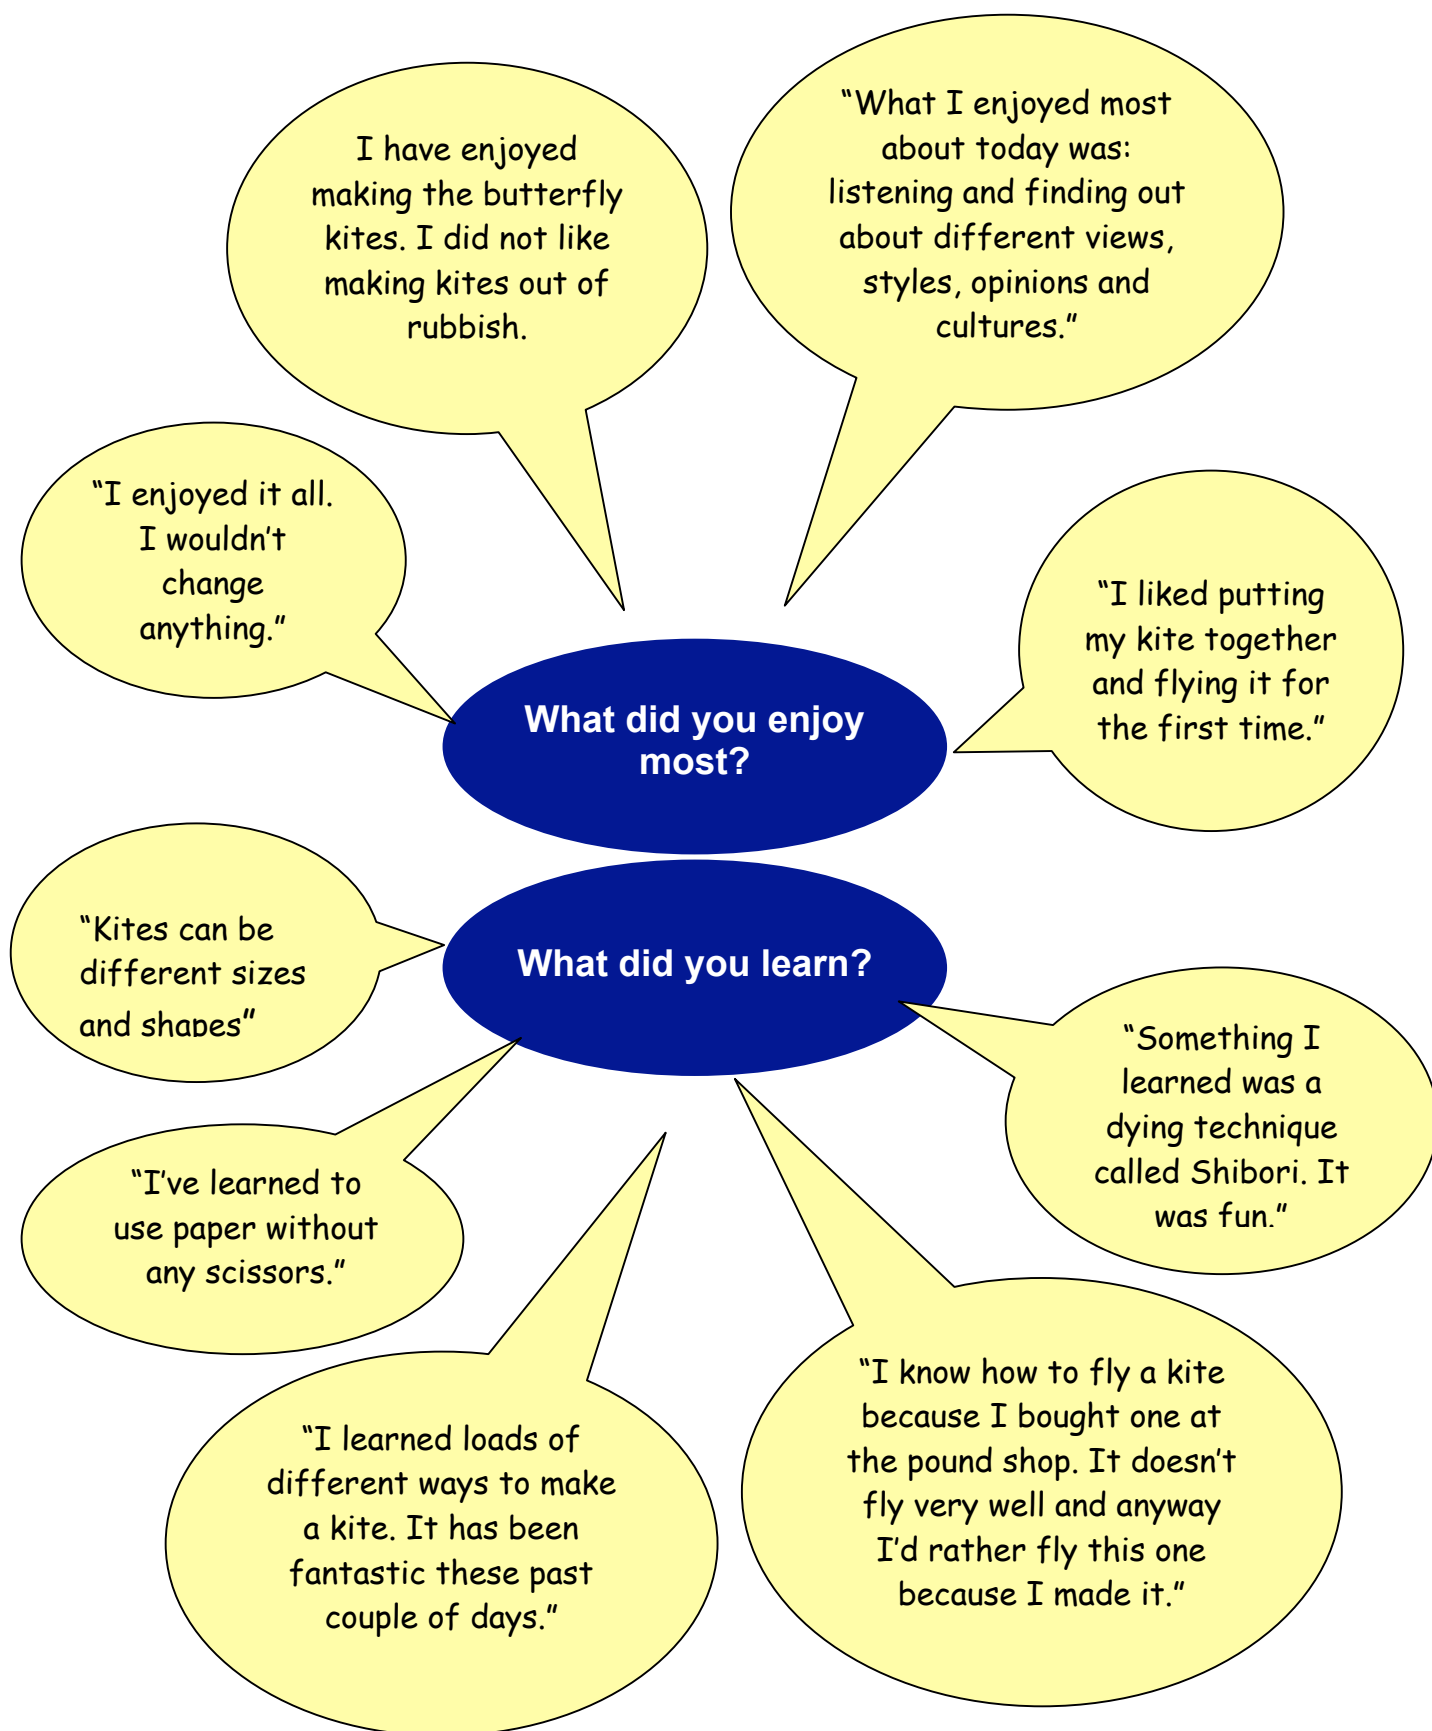 I have enjoyed
making the butterfly
kites. I did not like
making kites out of
rubbish.
“What I enjoyed most
about today was:
listening and finding out
about different views,
styles, opinions and
cultures.”
“I enjoyed it all.
I wouldn’t
change
anything.”
“I liked putting
my kite together
and flying it for
the first time.”
What did you enjoy
most?
“Kites can be
different sizes
and shapes”
What did you learn?
“Something I
learned was a
dying technique
called Shibori. It
was fun.”
“I’ve learned to
use paper without
any scissors.”
“I learned loads of
different ways to make
a kite. It has been
fantastic these past
couple of days.”
“I know how to fly a kite
because I bought one at
the pound shop. It doesn’t
fly very well and anyway
I’d rather fly this one
because I made it.”